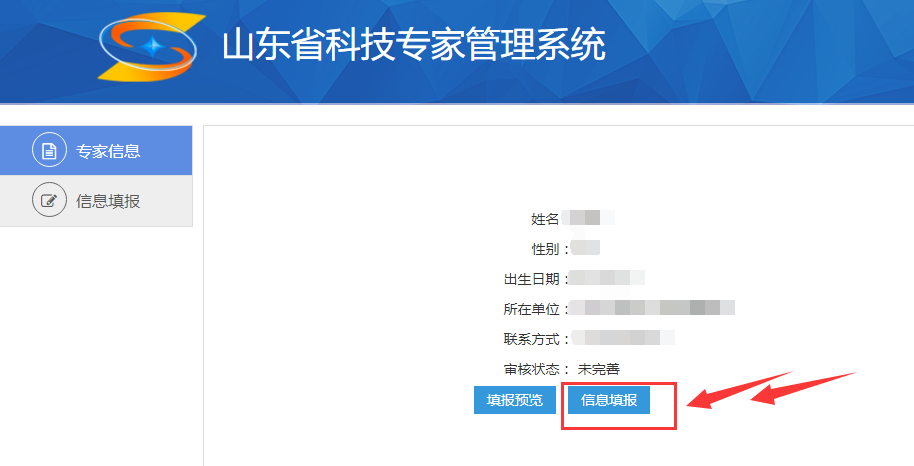 山东省科技专家管理系统
专家信息
信息填报
姓名
性别：
出生日期：
所在单位：
联系方式：
审核状态： 未完善
填报预览 信息填报